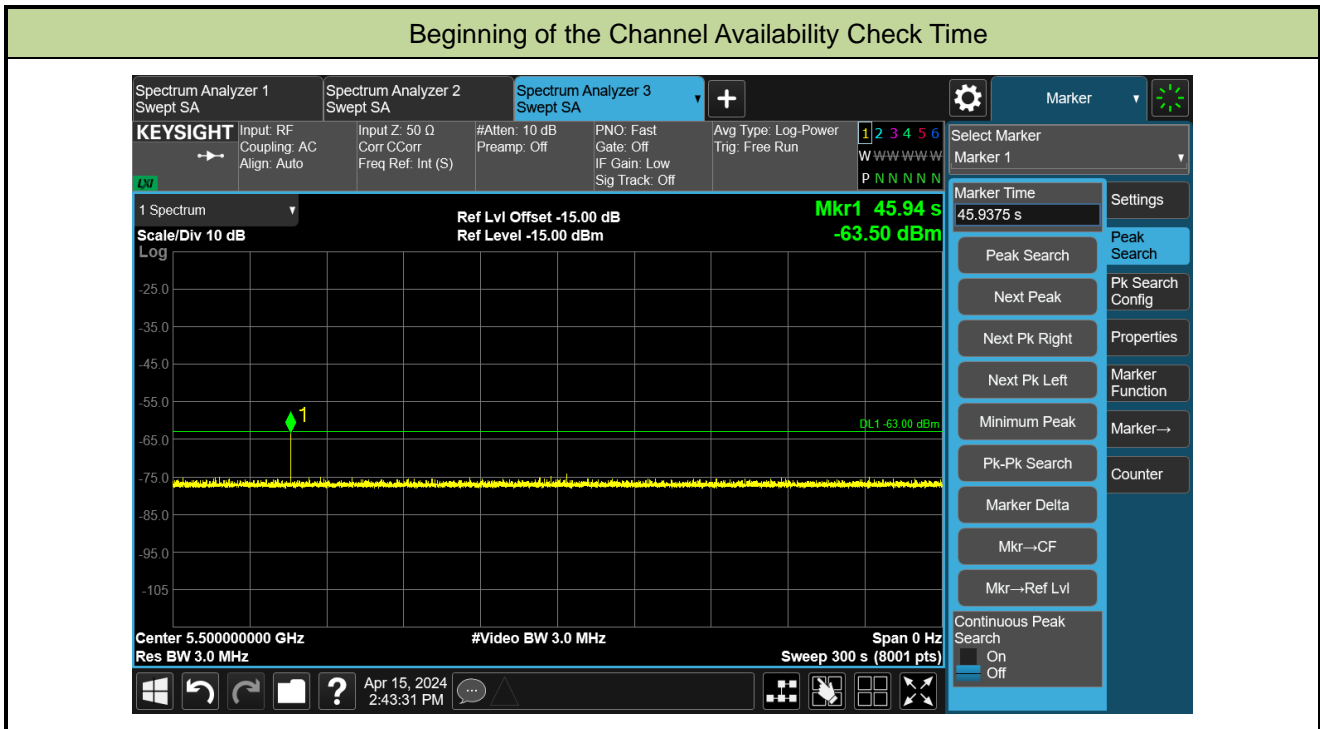 Beginning of the Channel Availability Check Time
Spectrum Analyzer 1
Swept SA
Spectrum Analyzer 2
Swept SA
Spectrum Analyzer 3
Swept SA
Marker
KEYSIGHT
LXI
Input: RF
Coupling: AC
Align: Auto
Input Z: 50 Ω
Corr CCorr
Freq Ref: Int (S)
#Atten: 10 dB
Preamp: Off
PNO: Fast
Gate: Off
IF Gain: Low
Sig Track: Off
Avg Type: Log-Power
Trig: Free Run
1 2 3 4 5 6
W W W W W W
P N N N N N
Select Marker
Marker 1
1 Spectrum
Scale/Div 10 dB
Log
Ref Lvl Offset -15.00 dB
Ref Level -15.00 dBm
Mkr1 45.94 s
-63.50 dBm
-25.0
-35.0
-45.0
-55.0
-65.0
-75.0
-85.0
-95.0
-105
1
DL1 -63.00 dBm
Center 5.500000000 GHz
Res BW 3.0 MHz
#Video BW 3.0 MHz
Span 0 Hz
Sweep 300 s (8001 pts)
Marker Time
45.9375 s
Peak Search
Next Peak
Next Pk Right
Next Pk Left
Minimum Peak
Pk-Pk Search
Marker Delta
Mkr→CF
Mkr→Ref Lvl
Continuous Peak
Search
On
Off
Settings
Peak
Search
Pk Search
Config
Properties
Marker
Function
Marker→
Counter
?
Apr 15, 2024
2:43:31 PM